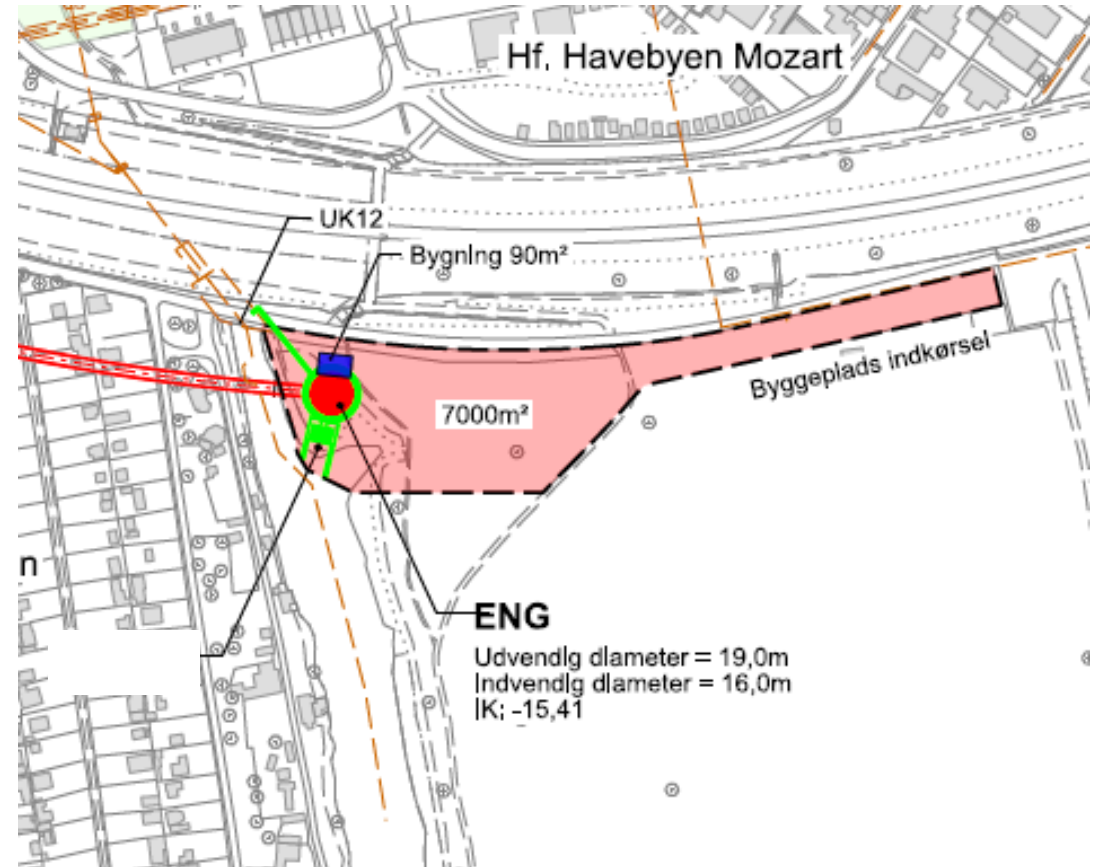 Hf. Havebyen Mozart
UK12
Bygning 90m²
Byggeplads indkørsel
7000m²
n
ENG
Udvendig diameter = 19,0m
Indvendig diameter = 16,0m
IK: -15,41